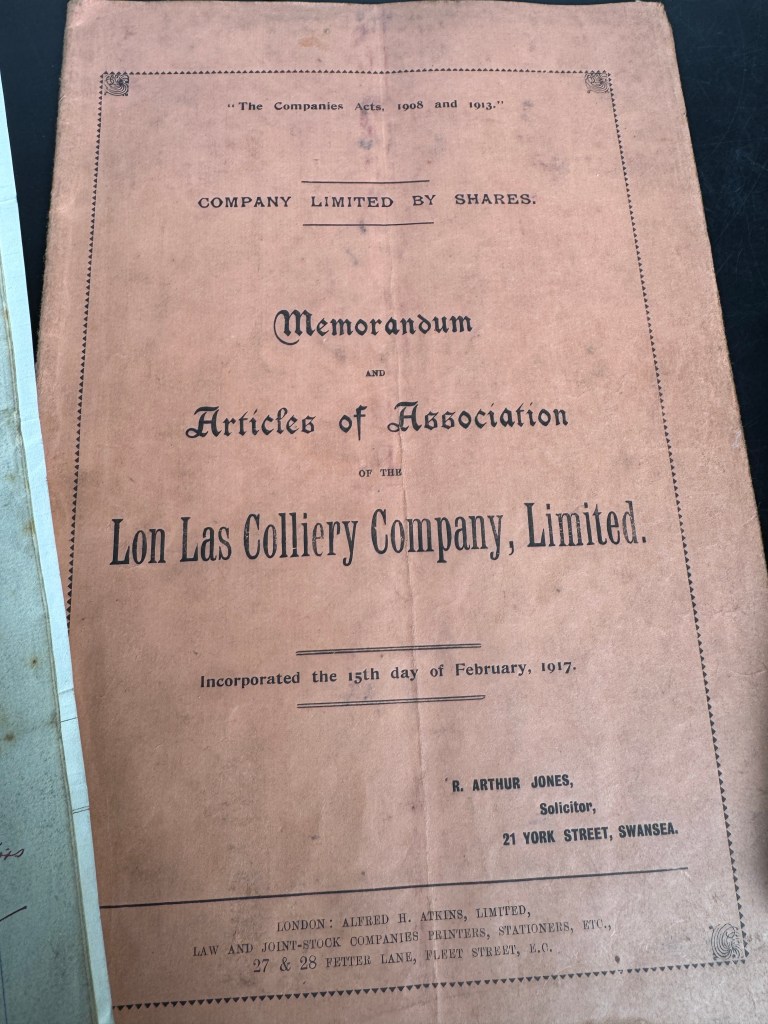 "The Companies Acts, 1908 and 1913."
COMPANY LIMITED BY SHARES.
Memorandum
AND
Articles of Association
OF THE
Lon Las Colliery Company, Limited.
Incorporated the 15th day of February, 1917.
R. ARTHUR JONES,
Solicitor,
21 YORK STREET, SWANSEA.
LONDON: ALFRED H. ATKINS, LIMITED,
LAW AND JOINT-STOCK COMPANIES PRINTERS, STATIONERS, ETC.,
27 & 28 FETTER LANE, FLEET STREET, E.C.